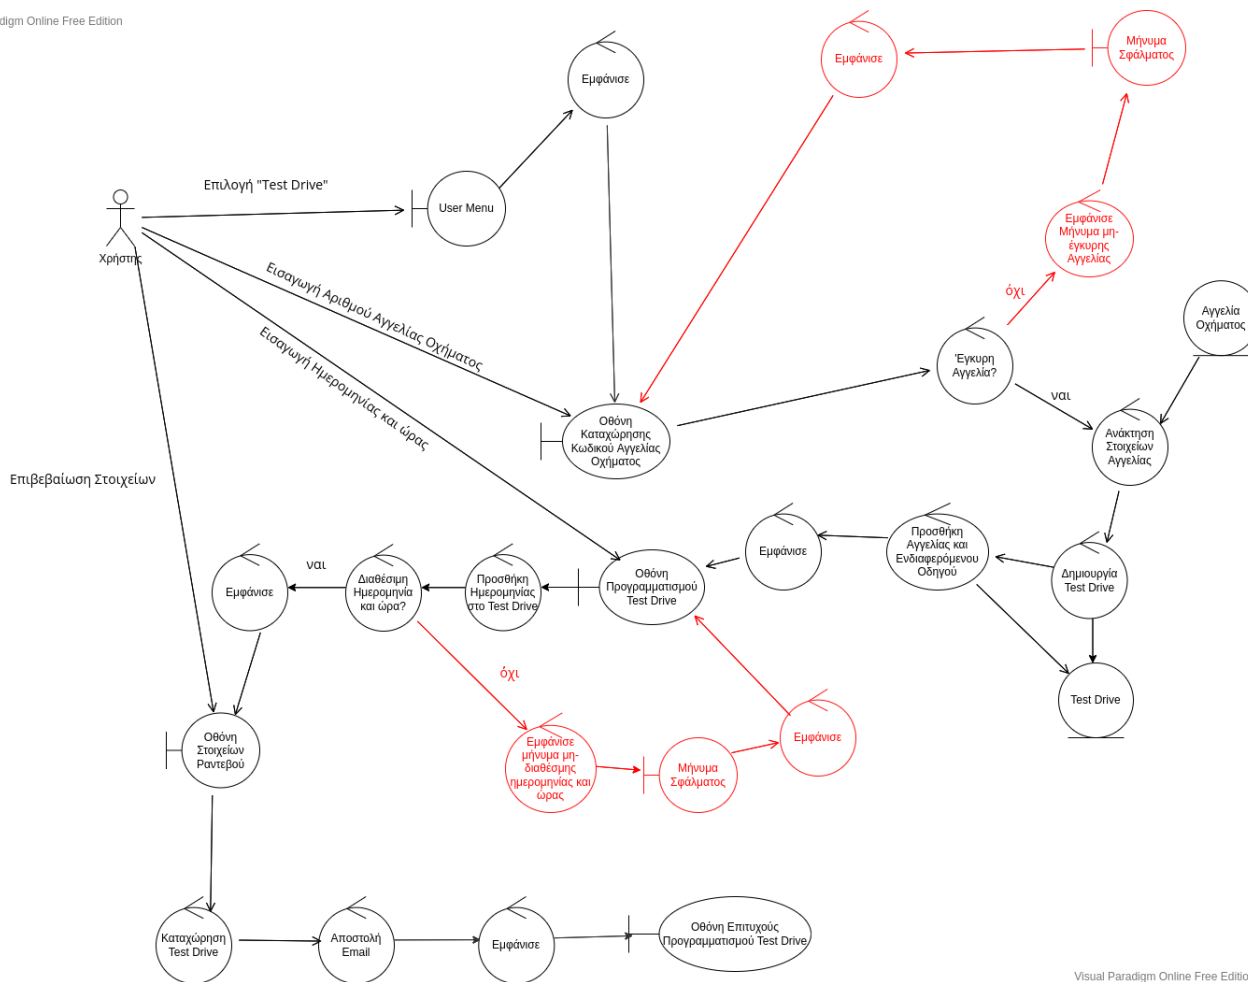 digm Online Free Edition
Εμφάνισε
Εμφάνισε
Μήνυμα
Σφάλματος
Επιλογή "Test Drive"
User Menu
Χρήστης
Εμφάνισε
Μήνυμα μη-
έγκυρης
Αγγελίας
Εισαγωγή Αριθμού Αγγελίας Οχήματος
Εισαγωγή Ημερομηνίας και ώρας
όχι
Αγγελία
Οχήματος
Έγκυρη
Αγγελία?
ναι
Οθόνη
Καταχώρησης
Κωδικού Αγγελίας
Οχήματος
Ανάκτηση
Στοιχείων
Αγγελίας
Επιβεβαίωση Στοιχείων
Προσθήκη
Αγγελίας και
Ενδιαφερόμενου
Οδηγού
Εμφάνισε
Δημιουργία
Test Drive
Οθόνη
Προγραμματισμού
Test Drive
Προσθήκη
Ημερομηνίας
στο Test Drive
Διαθέσιμη
Ημερομηνία
και ώρα?
ναι
Εμφάνισε
όχι
Test Drive
Οθόνη
Στοιχείων
Ραντεβού
Εμφάνισε
μήνυμα μη-
διαθέσμης
ημερομηνίας και
ώρας
Μήνυμα
Σφάλματος
Εμφάνισε
Καταχώρηση
Test Drive
Αποστολή
Email
Εμφάνισε
Οθόνη Επιτυχούς
Προγραμματισμού Test Drive
Visual Paradigm Online Free Editio